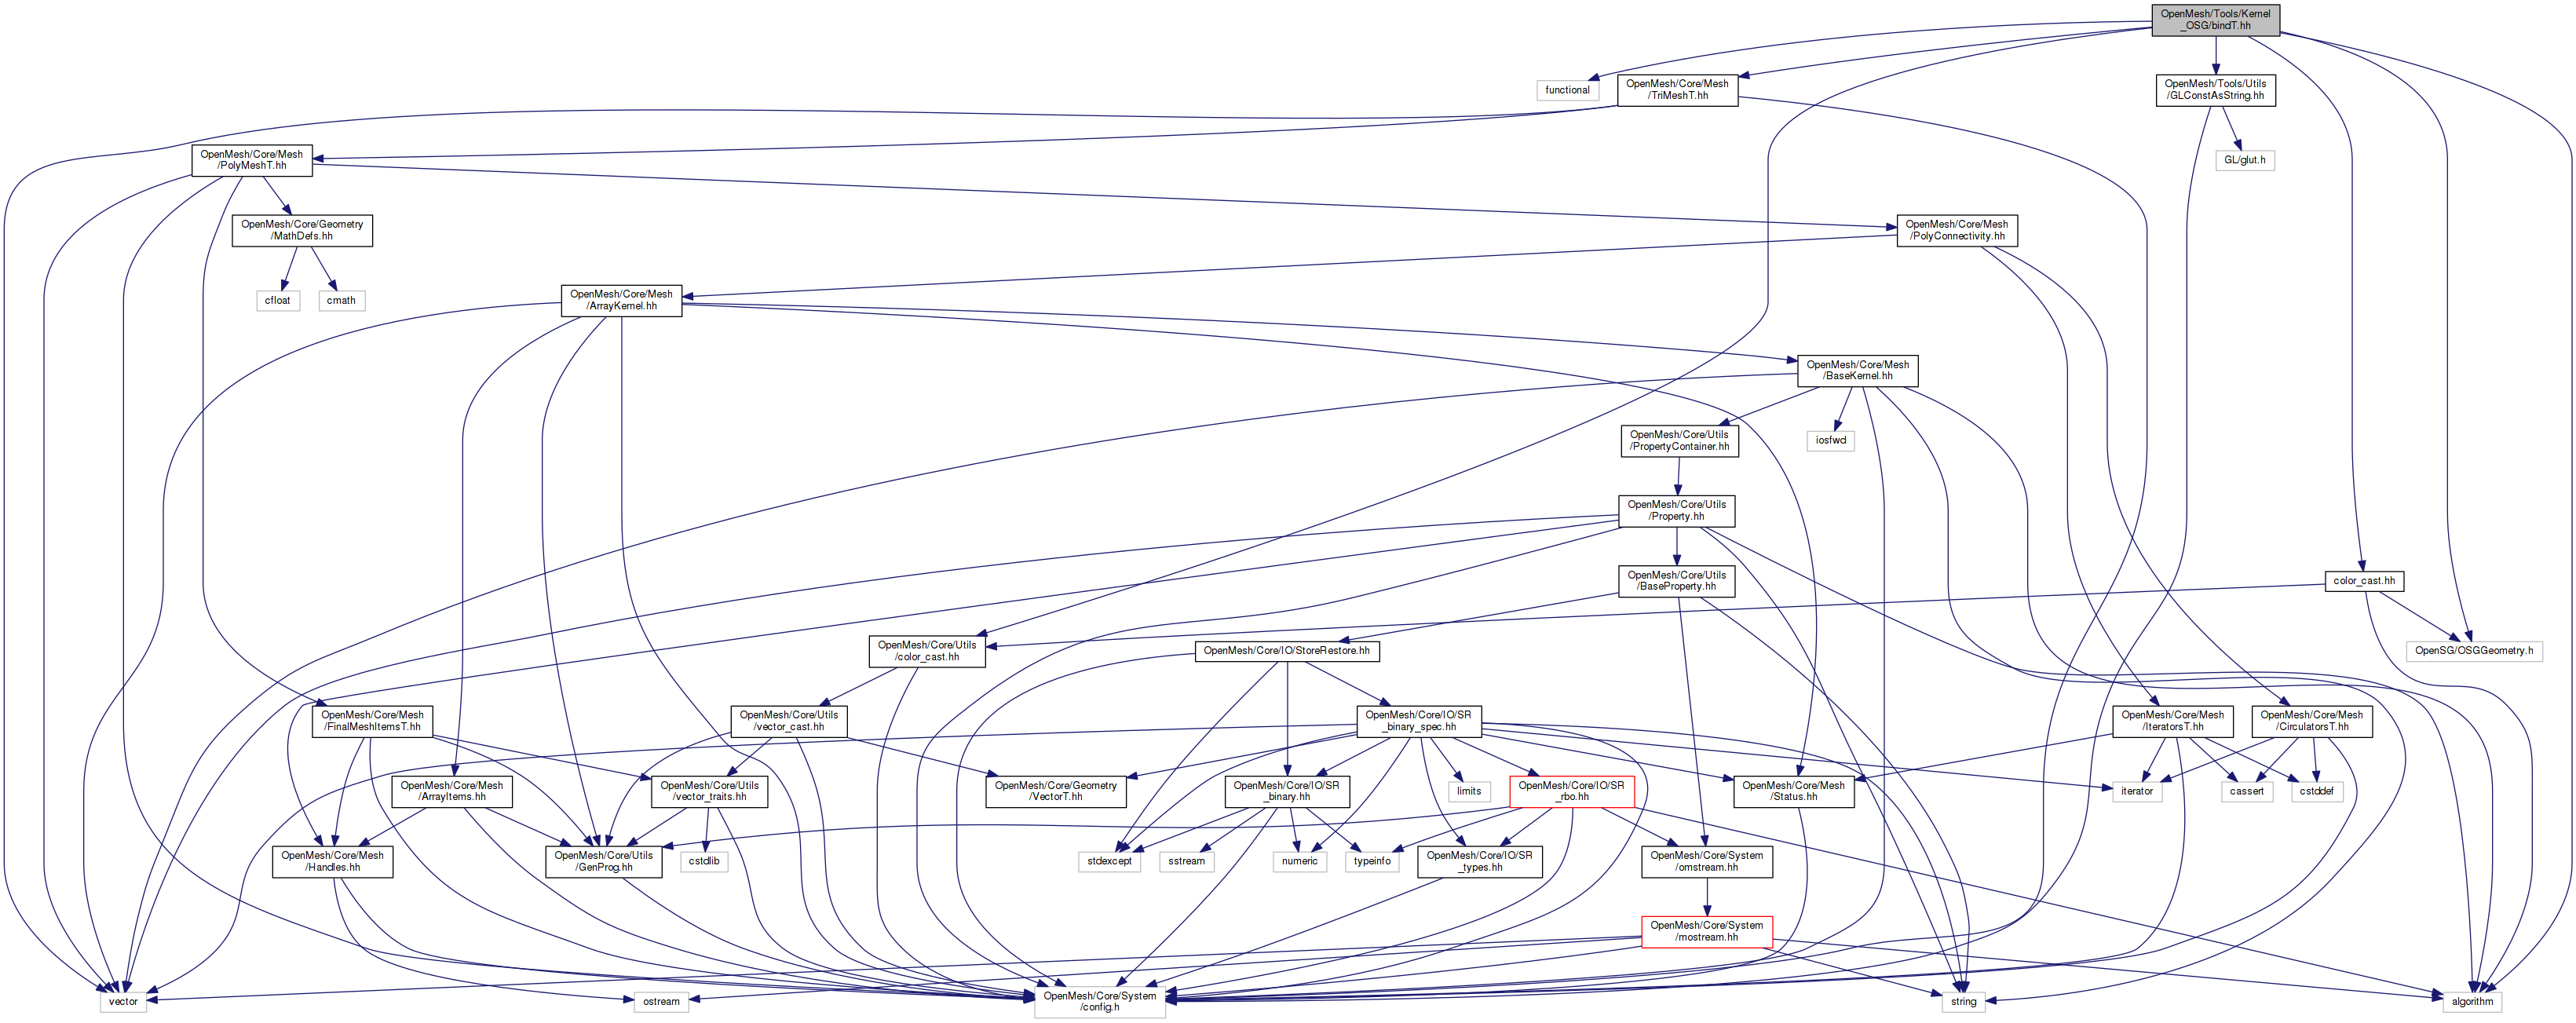 OpenMesh/Tools/Kernel
_OSG/bindT.hh
functional
OpenMesh/Core/Mesh
/TriMeshT.hh
OpenMesh/Tools/Utils
/GLConstAsString.hh
OpenMesh/Core/Mesh
/PolyMeshT.hh
GL/glut.h
OpenMesh/Core/Geometry
/MathDefs.hh
OpenMesh/Core/Mesh
/PolyConnectivity.hh
cfloat
cmath
OpenMesh/Core/Mesh
/ArrayKernel.hh
OpenMesh/Core/Mesh
/BaseKernel.hh
OpenMesh/Core/Utils
/PropertyContainer.hh
iosfwd
OpenMesh/Core/Utils
/Property.hh
OpenMesh/Core/Utils
/BaseProperty.hh
color_cast.hh
OpenMesh/Core/Utils
/color_cast.hh
OpenMesh/Core/IO/StoreRestore.hh
OpenSG/OSGGeometry.h
OpenMesh/Core/Mesh
/FinalMeshItemsT.hh
OpenMesh/Core/Utils
/vector_cast.hh
OpenMesh/Core/IO/SR
_binary_spec.hh
OpenMesh/Core/Mesh
/IteratorsT.hh
OpenMesh/Core/Mesh
/CirculatorsT.hh
OpenMesh/Core/Mesh
/ArrayItems.hh
OpenMesh/Core/Utils
/vector_traits.hh
OpenMesh/Core/Geometry
/VectorT.hh
OpenMesh/Core/IO/SR
_binary.hh
limits
OpenMesh/Core/IO/SR
_rbo.hh
OpenMesh/Core/Mesh
/Status.hh
iterator
cassert
cstddef
OpenMesh/Core/Mesh
/Handles.hh
OpenMesh/Core/Utils
/GenProg.hh
cstdlib
stdexcept
sstream
numeric
typeinfo
OpenMesh/Core/IO/SR
_types.hh
OpenMesh/Core/System
/omstream.hh
OpenMesh/Core/System
/mostream.hh
vector
ostream
OpenMesh/Core/System
/config.h
string
algorithm